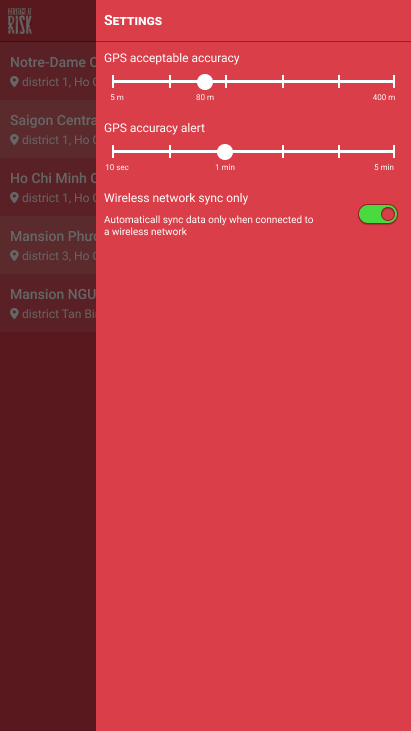 HERITAGE AT
RISK
SETTINGS
Notre-Dame C
district 1, Ho C
Saigon Centra
district 1, Ho C
Ho Chi Minh C
district 1, Ho C
Mansion Phươ
district 3, Ho C
Mansion NGU
district Tan Bi
GPS acceptable accuracy
5 m 80 m 400 m
GPS accuracy alert
10 sec 1 min 5 min
Wireless network sync only
Automaticall sync data only when connected to
a wireless network